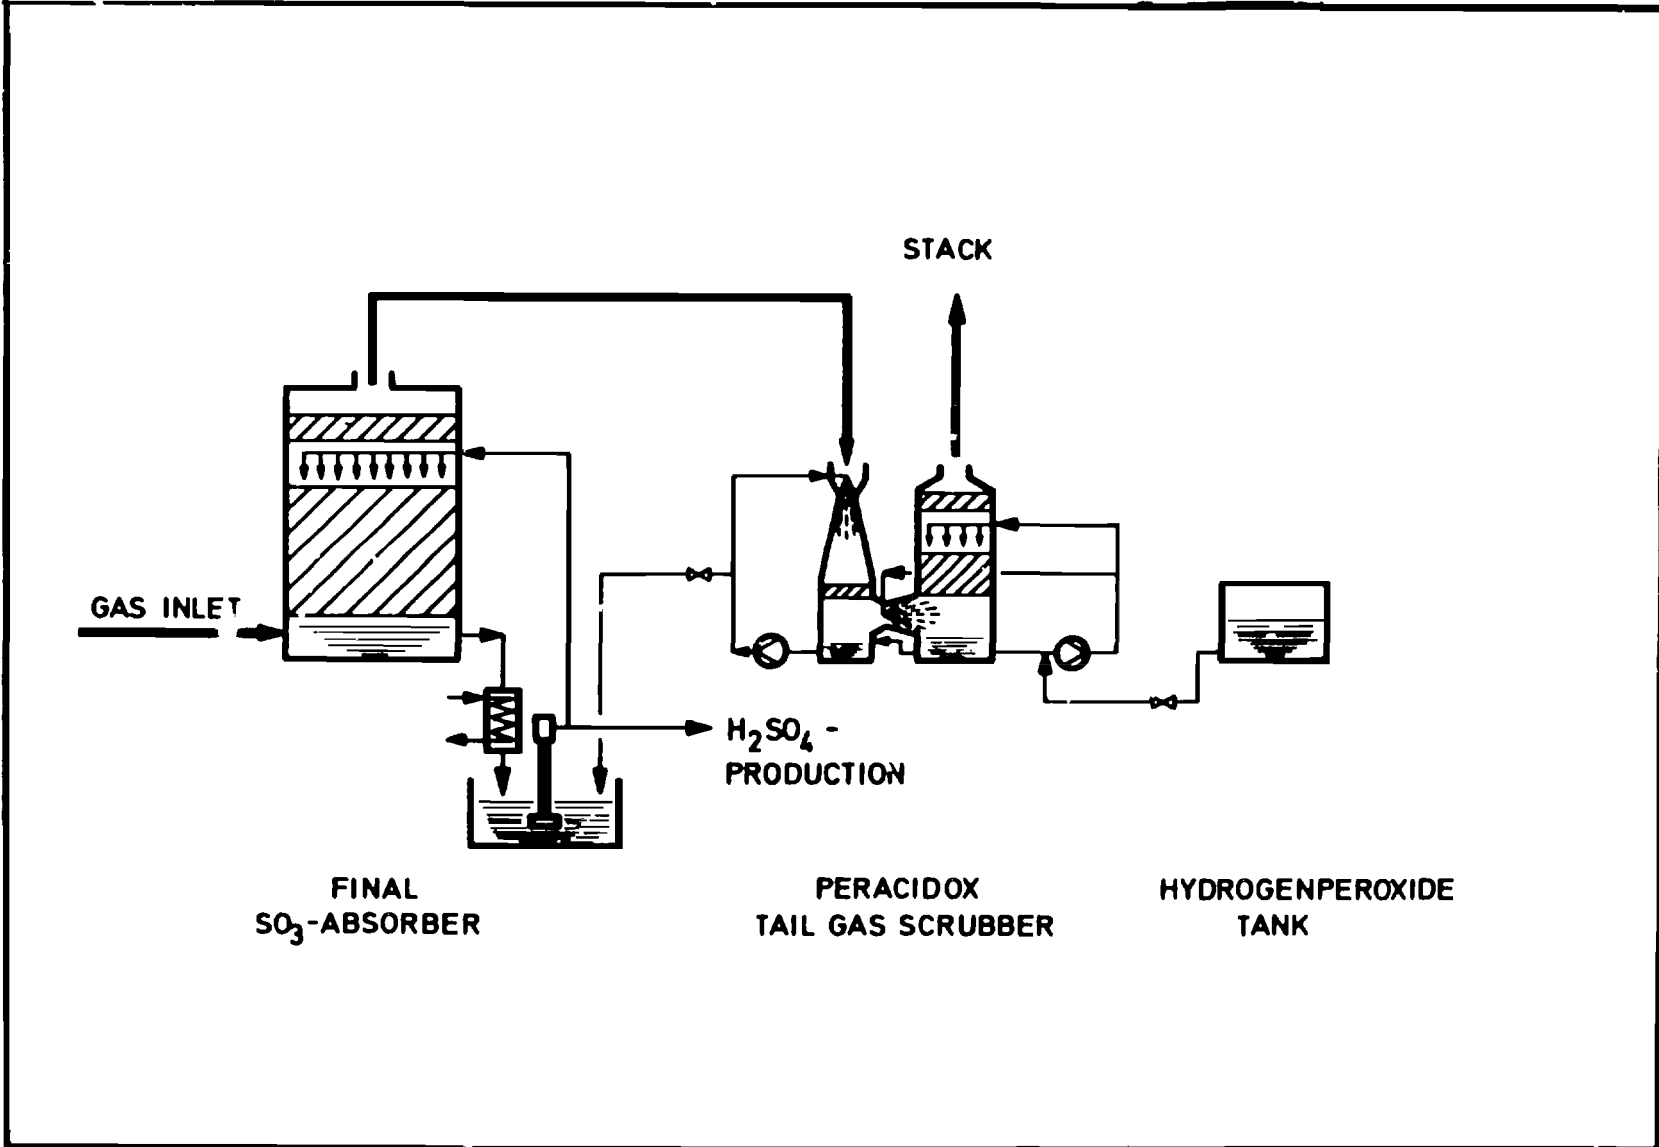 STACK
GAS INLET
H₂SO₄ -
PRODUCTION
FINAL
SO₃-ABSORBER
PERACIDOX
TAIL GAS SCRUBBER
HYDROGENPEROXIDE
TANK